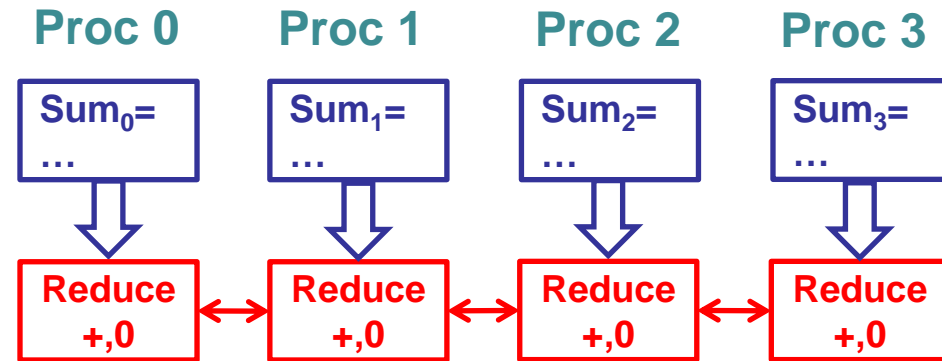 Proc 0 Proc 1 Proc 2 Proc 3
Sum₀= Sum₁= Sum₂= Sum₃=
… … … …
Reduce Reduce Reduce Reduce
+,0 +,0 +,0 +,0